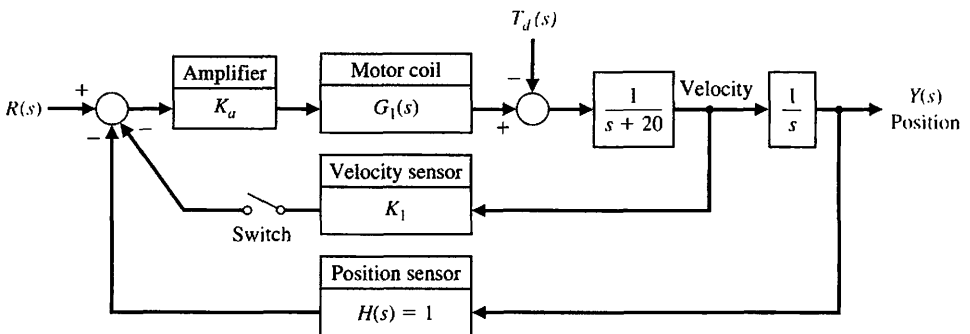 T_d(s)
Amplifier
Motor coil
+
−
R(s)
K_a
G_1(s)
1
s + 20
Velocity
1
s
Y(s)
Position
−
−
+
Velocity sensor
K_1
Switch
Position sensor
H(s) = 1